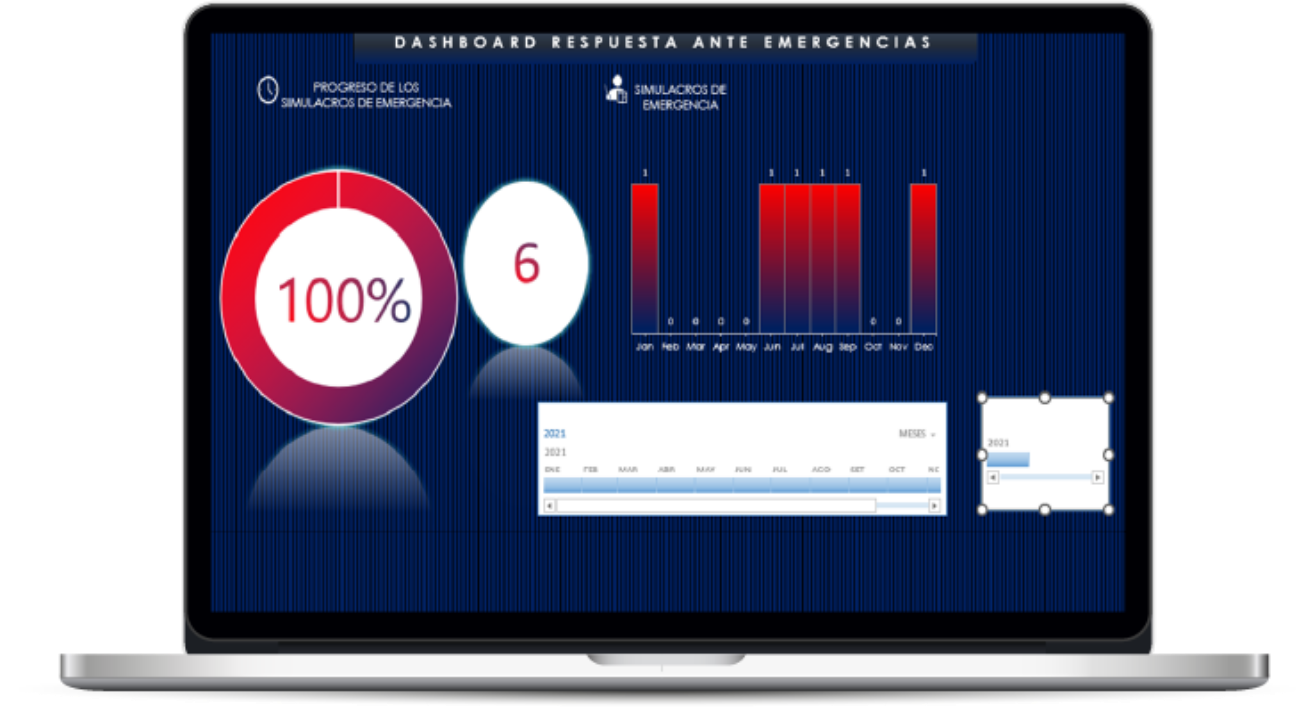 DASHBOARD RESPUESTA ANTE EMERGENCIAS
PROGRESO DE LOS
SIMULACROS DE EMERGENCIA
SIMULACROS DE
EMERGENCIA
100%
6
1 0 0 0 0 1 1 1 1 0 0 1
Jan Feb Mar Apr May Jun Jul Aug Sep Oct Nov Dec
2021
MESES
2021
ENE FEB MAR ABR MAY JUN JUL AGO SET OCT NC
2021